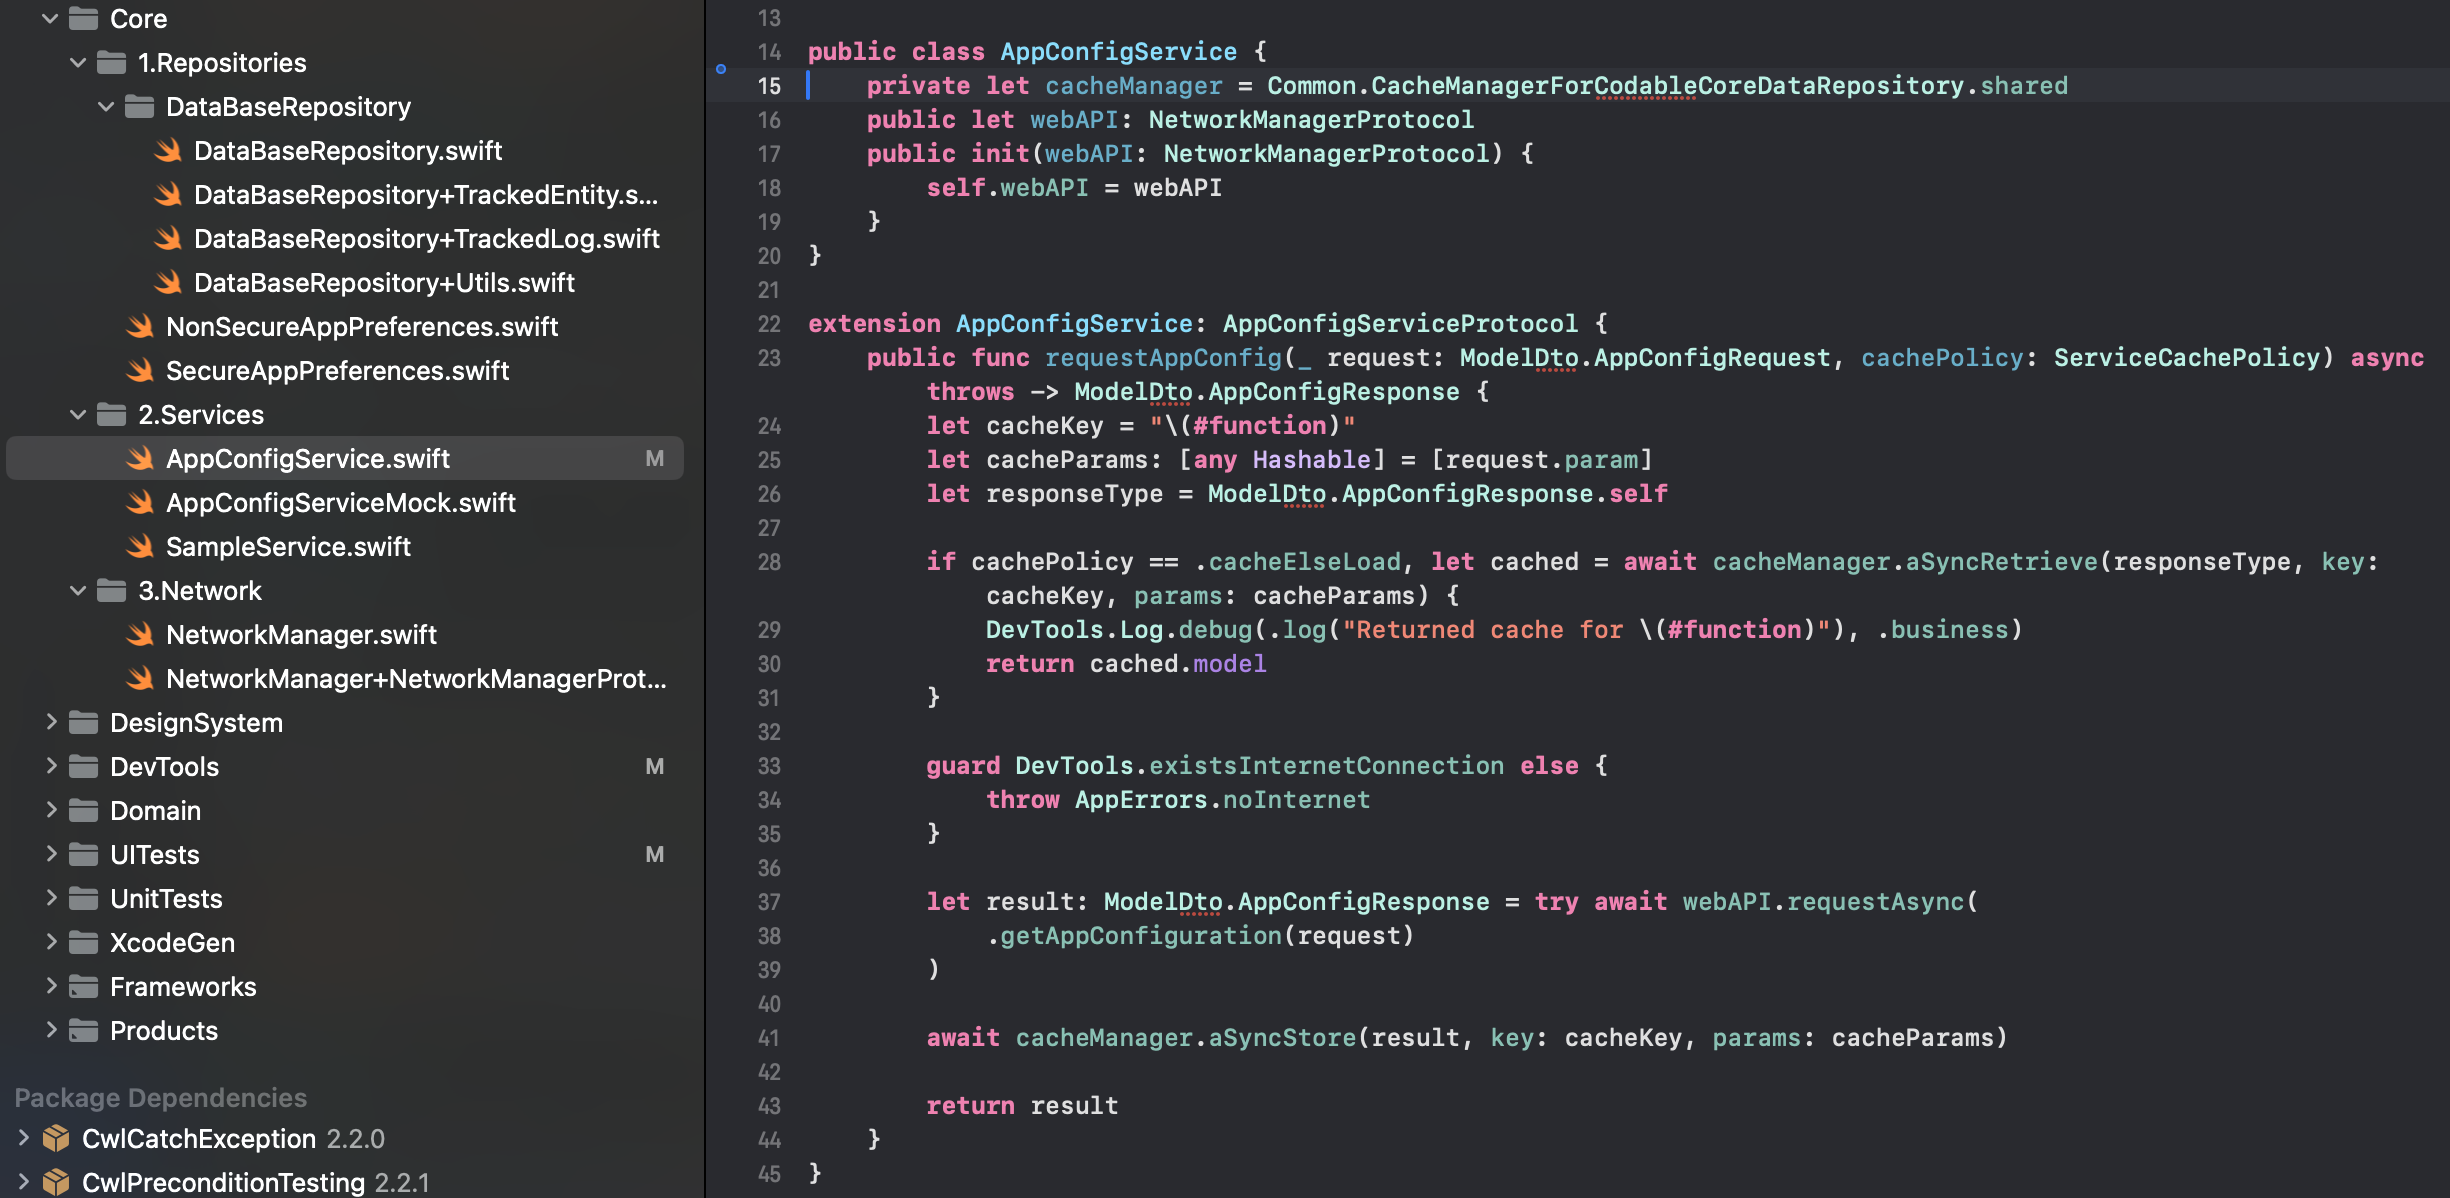 Core
1.Repositories
DataBaseRepository
DataBaseRepository.swift
DataBaseRepository+TrackedEntity.s...
DataBaseRepository+TrackedLog.swift
DataBaseRepository+Utils.swift
NonSecureAppPreferences.swift
SecureAppPreferences.swift
2.Services
AppConfigService.swift M
AppConfigServiceMock.swift
SampleService.swift
3.Network
NetworkManager.swift
NetworkManager+NetworkManagerProt...
DesignSystem
DevTools M
Domain
UITests M
UnitTests
XcodeGen
Frameworks
Products
Package Dependencies
CwlCatchException 2.2.0
CwlPreconditionTesting 2.2.1
13
14 public class AppConfigService {
15     private let cacheManager = Common.CacheManagerForCodableCoreDataRepository.shared
16     public let webAPI: NetworkManagerProtocol
17     public init(webAPI: NetworkManagerProtocol) {
18         self.webAPI = webAPI
19     }
20 }
21
22 extension AppConfigService: AppConfigServiceProtocol {
23     public func requestAppConfig(_ request: ModelDto.AppConfigRequest, cachePolicy: ServiceCachePolicy) async
throws -> ModelDto.AppConfigResponse {
24         let cacheKey = "\(#function)"
25         let cacheParams: [any Hashable] = [request.param]
26         let responseType = ModelDto.AppConfigResponse.self
27
28         if cachePolicy == .cacheElseLoad, let cached = await cacheManager.aSyncRetrieve(responseType, key:
cacheKey, params: cacheParams) {
29             DevTools.Log.debug(.log("Returned cache for \(#function)"), .business)
30             return cached.model
31         }
32
33         guard DevTools.existsInternetConnection else {
34             throw AppErrors.noInternet
35         }
36
37         let result: ModelDto.AppConfigResponse = try await webAPI.requestAsync(
38             .getAppConfiguration(request)
39         )
40
41         await cacheManager.aSyncStore(result, key: cacheKey, params: cacheParams)
42
43         return result
44     }
45 }